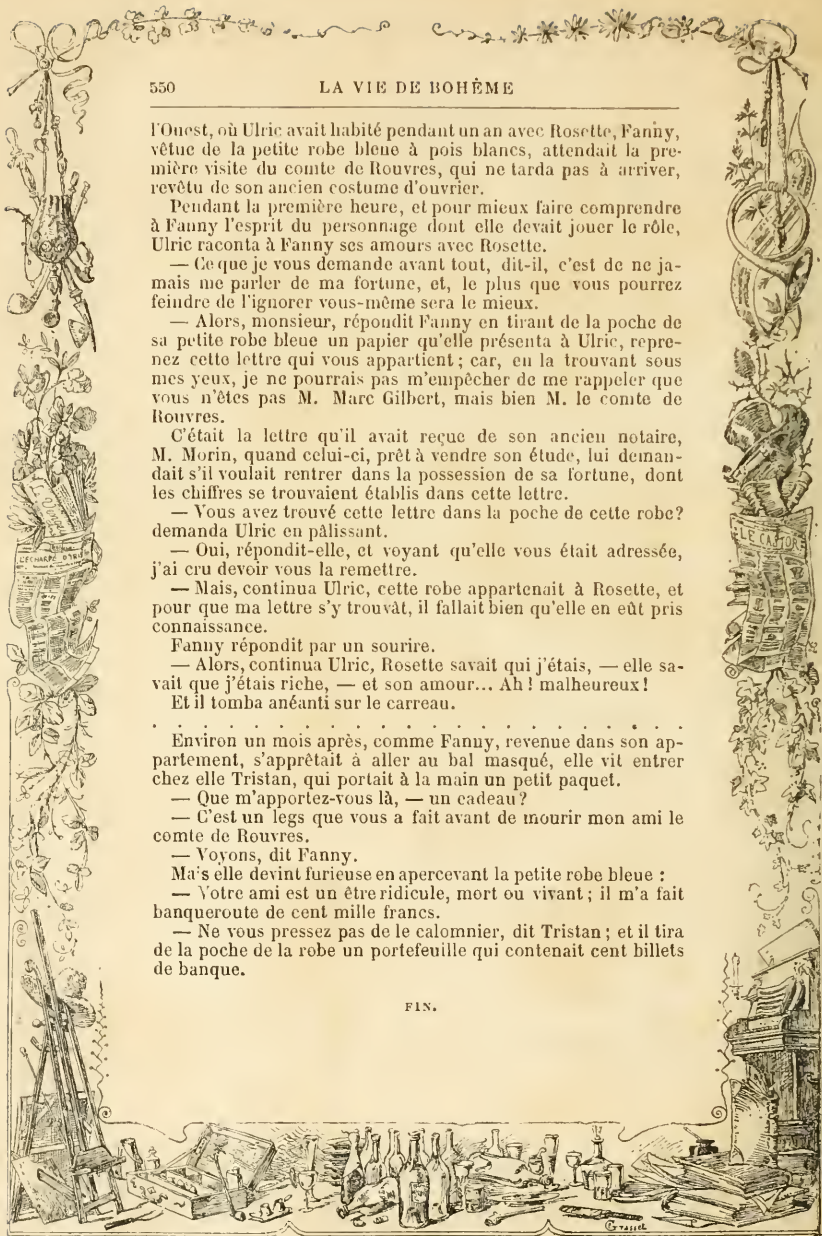 550
LA VIE DE BOHÈME
l'Ouest, où Ulric avait habité pendant un an avec Rosette, Fanny,
vêtue de la petite robe bleue à pois blancs, attendait la pre-
mière visite du comte de Rouvres, qui ne tarda pas à arriver,
revêtu de son ancien costume d'ouvrier.
Pendant la première heure, et pour mieux faire comprendre
à Fanny l'esprit du personnage dont elle devait jouer le rôle,
Ulric raconta à Fanny ses amours avec Rosette.
— Ce que je vous demande avant tout, dit-il, c'est de ne ja-
mais me parler de ma fortune, et, le plus que vous pourrez
feindre de l'ignorer vous-même sera le mieux.
— Alors, monsieur, répondit Fanny en tirant de la poche de
sa petite robe bleue un papier qu'elle présenta à Ulric, repre-
nez cette lettre qui vous appartient ; car, en la trouvant sous
mes yeux, je ne pourrais pas m'empêcher de me rappeler que
vous n'êtes pas M. Marc Gilbert, mais bien M. le comte de
Rouvres.
C'était la lettre qu'il avait reçue de son ancien notaire,
M. Morin, quand celui-ci, prêt à vendre son étude, lui deman-
dait s'il voulait rentrer dans la possession de sa fortune, dont
les chiffres se trouvaient établis dans cette lettre.
— Vous avez trouvé cette lettre dans la poche de cette robe?
demanda Ulric en pâlissant.
— Oui, répondit-elle, et voyant qu'elle vous était adressée,
j'ai cru devoir vous la remettre.
— Mais, continua Ulric, cette robe appartenait à Rosette, et
pour que ma lettre s'y trouvât, il fallait bien qu'elle en eût pris
connaissance.
Fanny répondit par un sourire.
— Alors, continua Ulric, Rosette savait qui j'étais, — elle sa-
vait que j'étais riche, — et son amour... Ah ! malheureux !
Et il tomba anéanti sur le carreau.
. . . . . . . . . . . . . . . . . . . . . .
Environ un mois après, comme Fanny, revenue dans son ap-
partement, s'apprêtait à aller au bal masqué, elle vit entrer
chez elle Tristan, qui portait à la main un petit paquet.
— Que m'apportez-vous là, — un cadeau ?
— C'est un legs que vous a fait avant de mourir mon ami le
comte de Rouvres.
— Voyons, dit Fanny.
Mais elle devint furieuse en apercevant la petite robe bleue :
— Votre ami est un être ridicule, mort ou vivant ; il m'a fait
banqueroute de cent mille francs.
— Ne vous pressez pas de le calomnier, dit Tristan ; et il tira
de la poche de la robe un portefeuille qui contenait cent billets
de banque.
FIN.
L'ECHARPE D'IRIS
LE CASTOR
Grasset